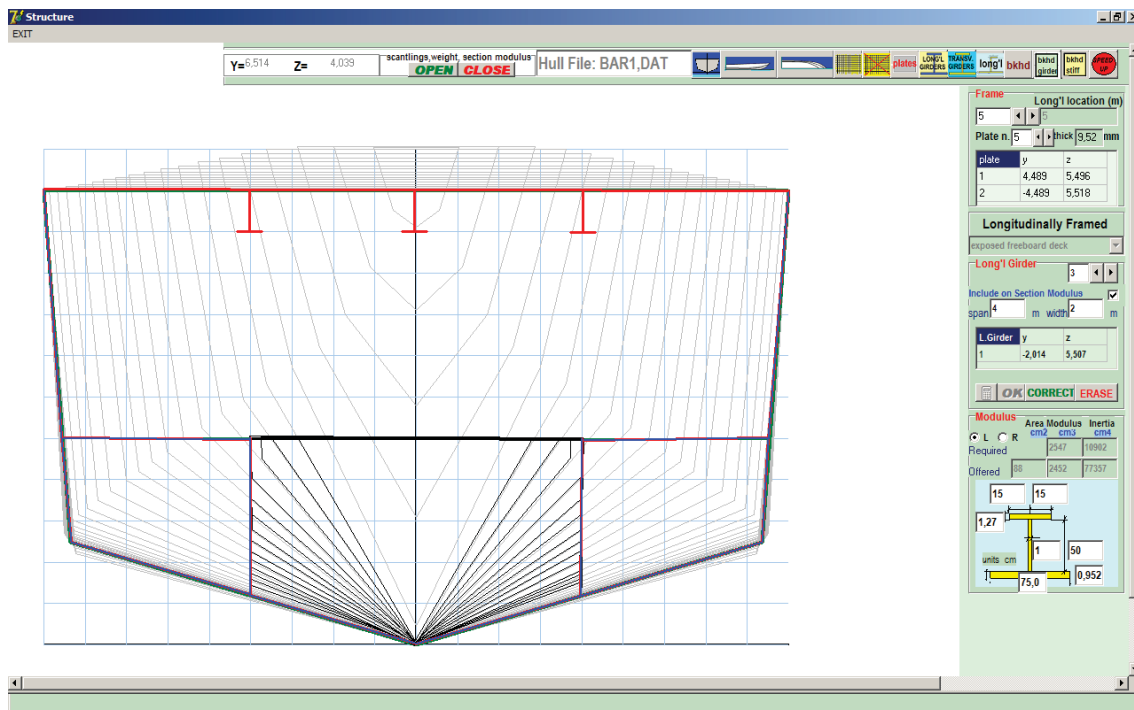 Structure
EXIT
Y= 6,514 Z= 4,039
scantlings,weight, section modulus
OPEN CLOSE
Hull File: BAR1,DAT
plates
LONG'L GIRDERS
TRANSV. GIRDERS
long'l
bkhd
bkhd girder
bkhd stiff
SPEED UP
Frame
Long'l location (m)
5 5
Plate n. 5 thick 9,52 mm
plate y z
1 4,489 5,496
2 -4,489 5,518
Longitudinally Framed
exposed freeboard deck
Long'l Girder 3
Include on Section Modulus
span 4 m width 2 m
L.Girder y z
1 -2,014 5,507
OK CORRECT ERASE
Modulus
Area Modulus Inertia
L R cm2 cm3 cm4
Required 2547 10902
Offered 88 2452 77357
15 15
1,27
1 50
units cm
75,0 0,952